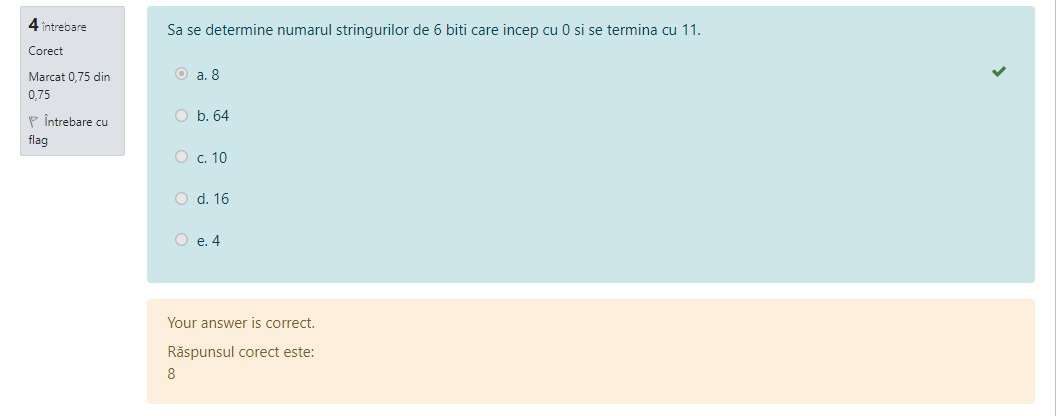 4 întrebare
Corect
Marcat 0,75 din
0,75
Întrebare cu
flag
Sa se determine numarul stringurilor de 6 biti care incep cu 0 si se termina cu 11.
a. 8
b. 64
c. 10
d. 16
e. 4
Your answer is correct.
Răspunsul corect este:
8